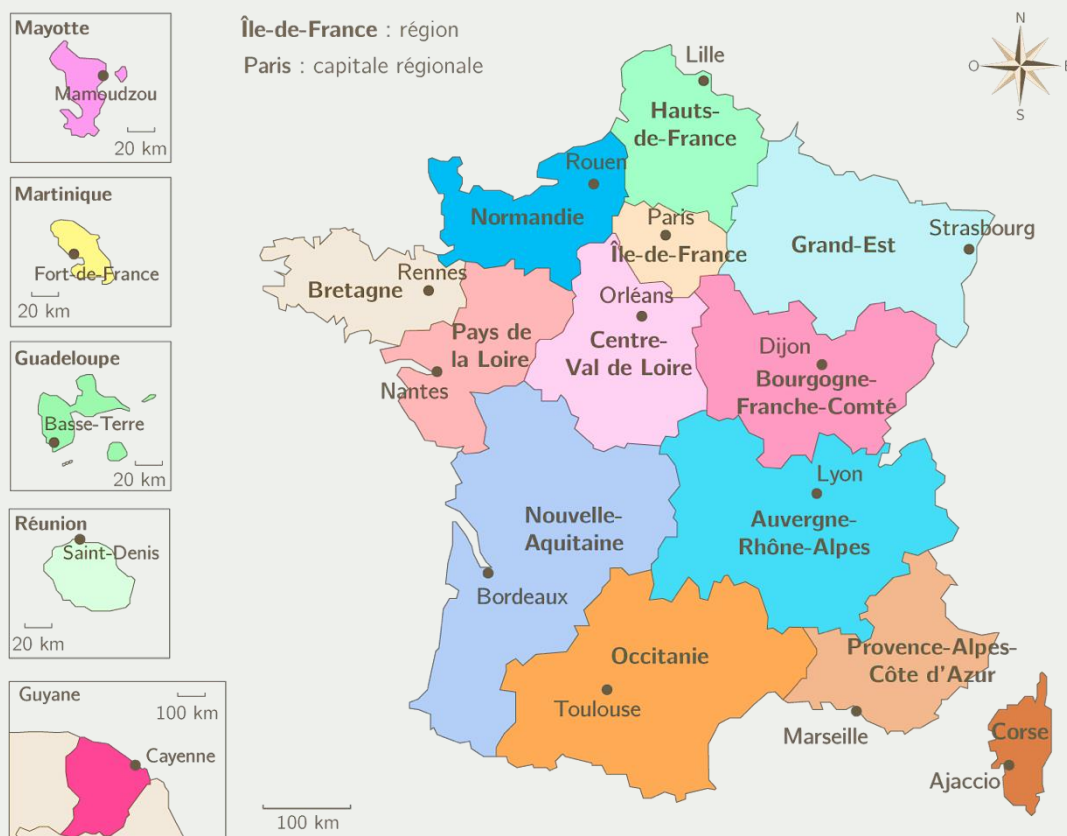 Mayotte
Mamoudzou
20 km
Martinique
Fort-de-France
20 km
Guadeloupe
Basse-Terre
20 km
Réunion
Saint-Denis
20 km
Guyane
100 km
Cayenne
Île-de-France : région
Paris : capitale régionale
N
O
E
S
Lille
Hauts-
de-France
Rouen
Normandie
Paris
Île-de-France
Grand-Est
Strasbourg
Rennes
Bretagne
Pays de
la Loire
Nantes
Orléans
Centre-
Val de Loire
Dijon
Bourgogne-
Franche-Comté
Lyon
Auvergne-
Rhône-Alpes
Nouvelle-
Aquitaine
Bordeaux
Occitanie
Toulouse
Provence-Alpes-
Côte d'Azur
Marseille
Corse
Ajaccio
100 km